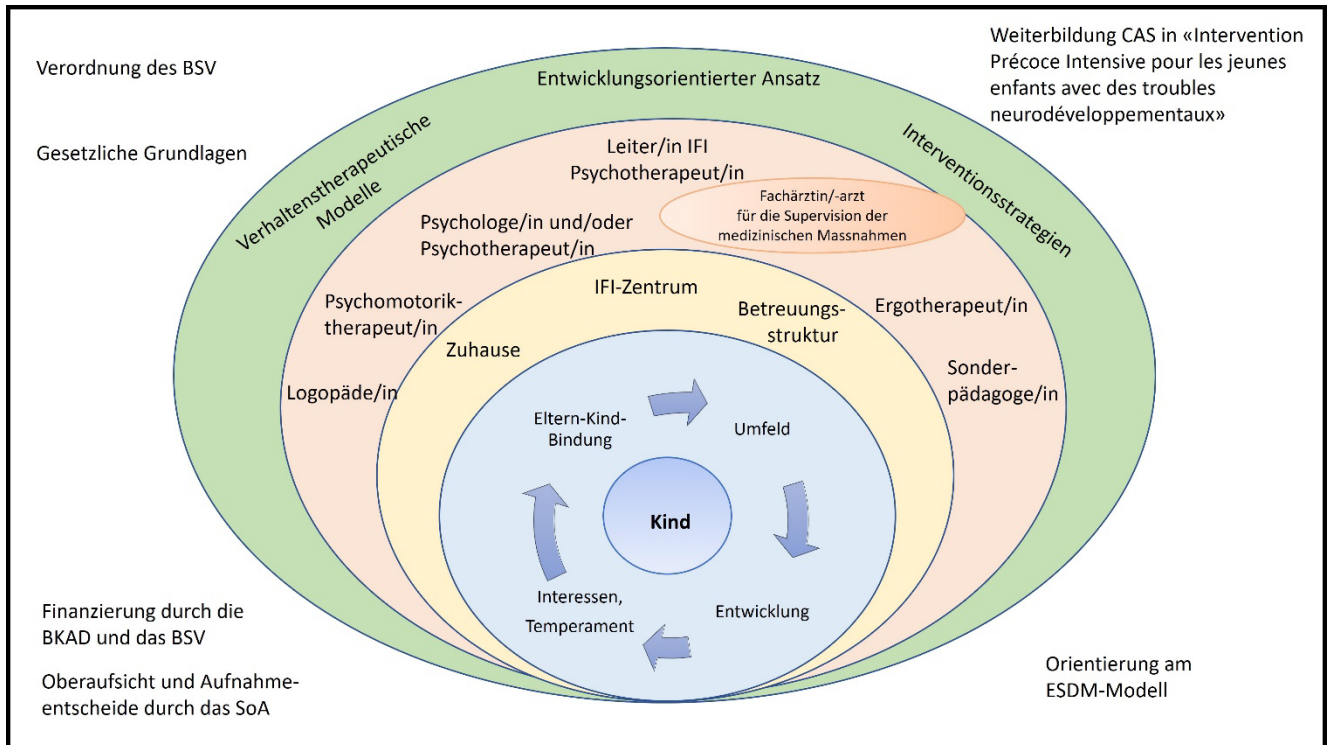 Verordnung des BSV
Gesetzliche Grundlagen
Weiterbildung CAS in «Intervention
Précoce Intensive pour les jeunes
enfants avec des troubles
neurodéveloppementaux»
Entwicklungsorientierter Ansatz
Verhaltenstherapeutische
Modelle
Interventionsstrategien
Leiter/in IFI
Psychotherapeut/in
Fachärztin/-arzt
für die Supervision der
medizinischen Massnahmen
Psychologe/in und/oder
Psychotherapeut/in
Psychomotorik-
therapeut/in
Logopäde/in
Ergotherapeut/in
Sonder-
pädagoge/in
IFI-Zentrum
Zuhause
Betreuungs-
struktur
Eltern-Kind-
Bindung
Umfeld
Kind
Interessen,
Temperament
Entwicklung
Finanzierung durch die
BKAD und das BSV
Oberaufsicht und Aufnahme-
entscheide durch das SoA
Orientierung am
ESDM-Modell